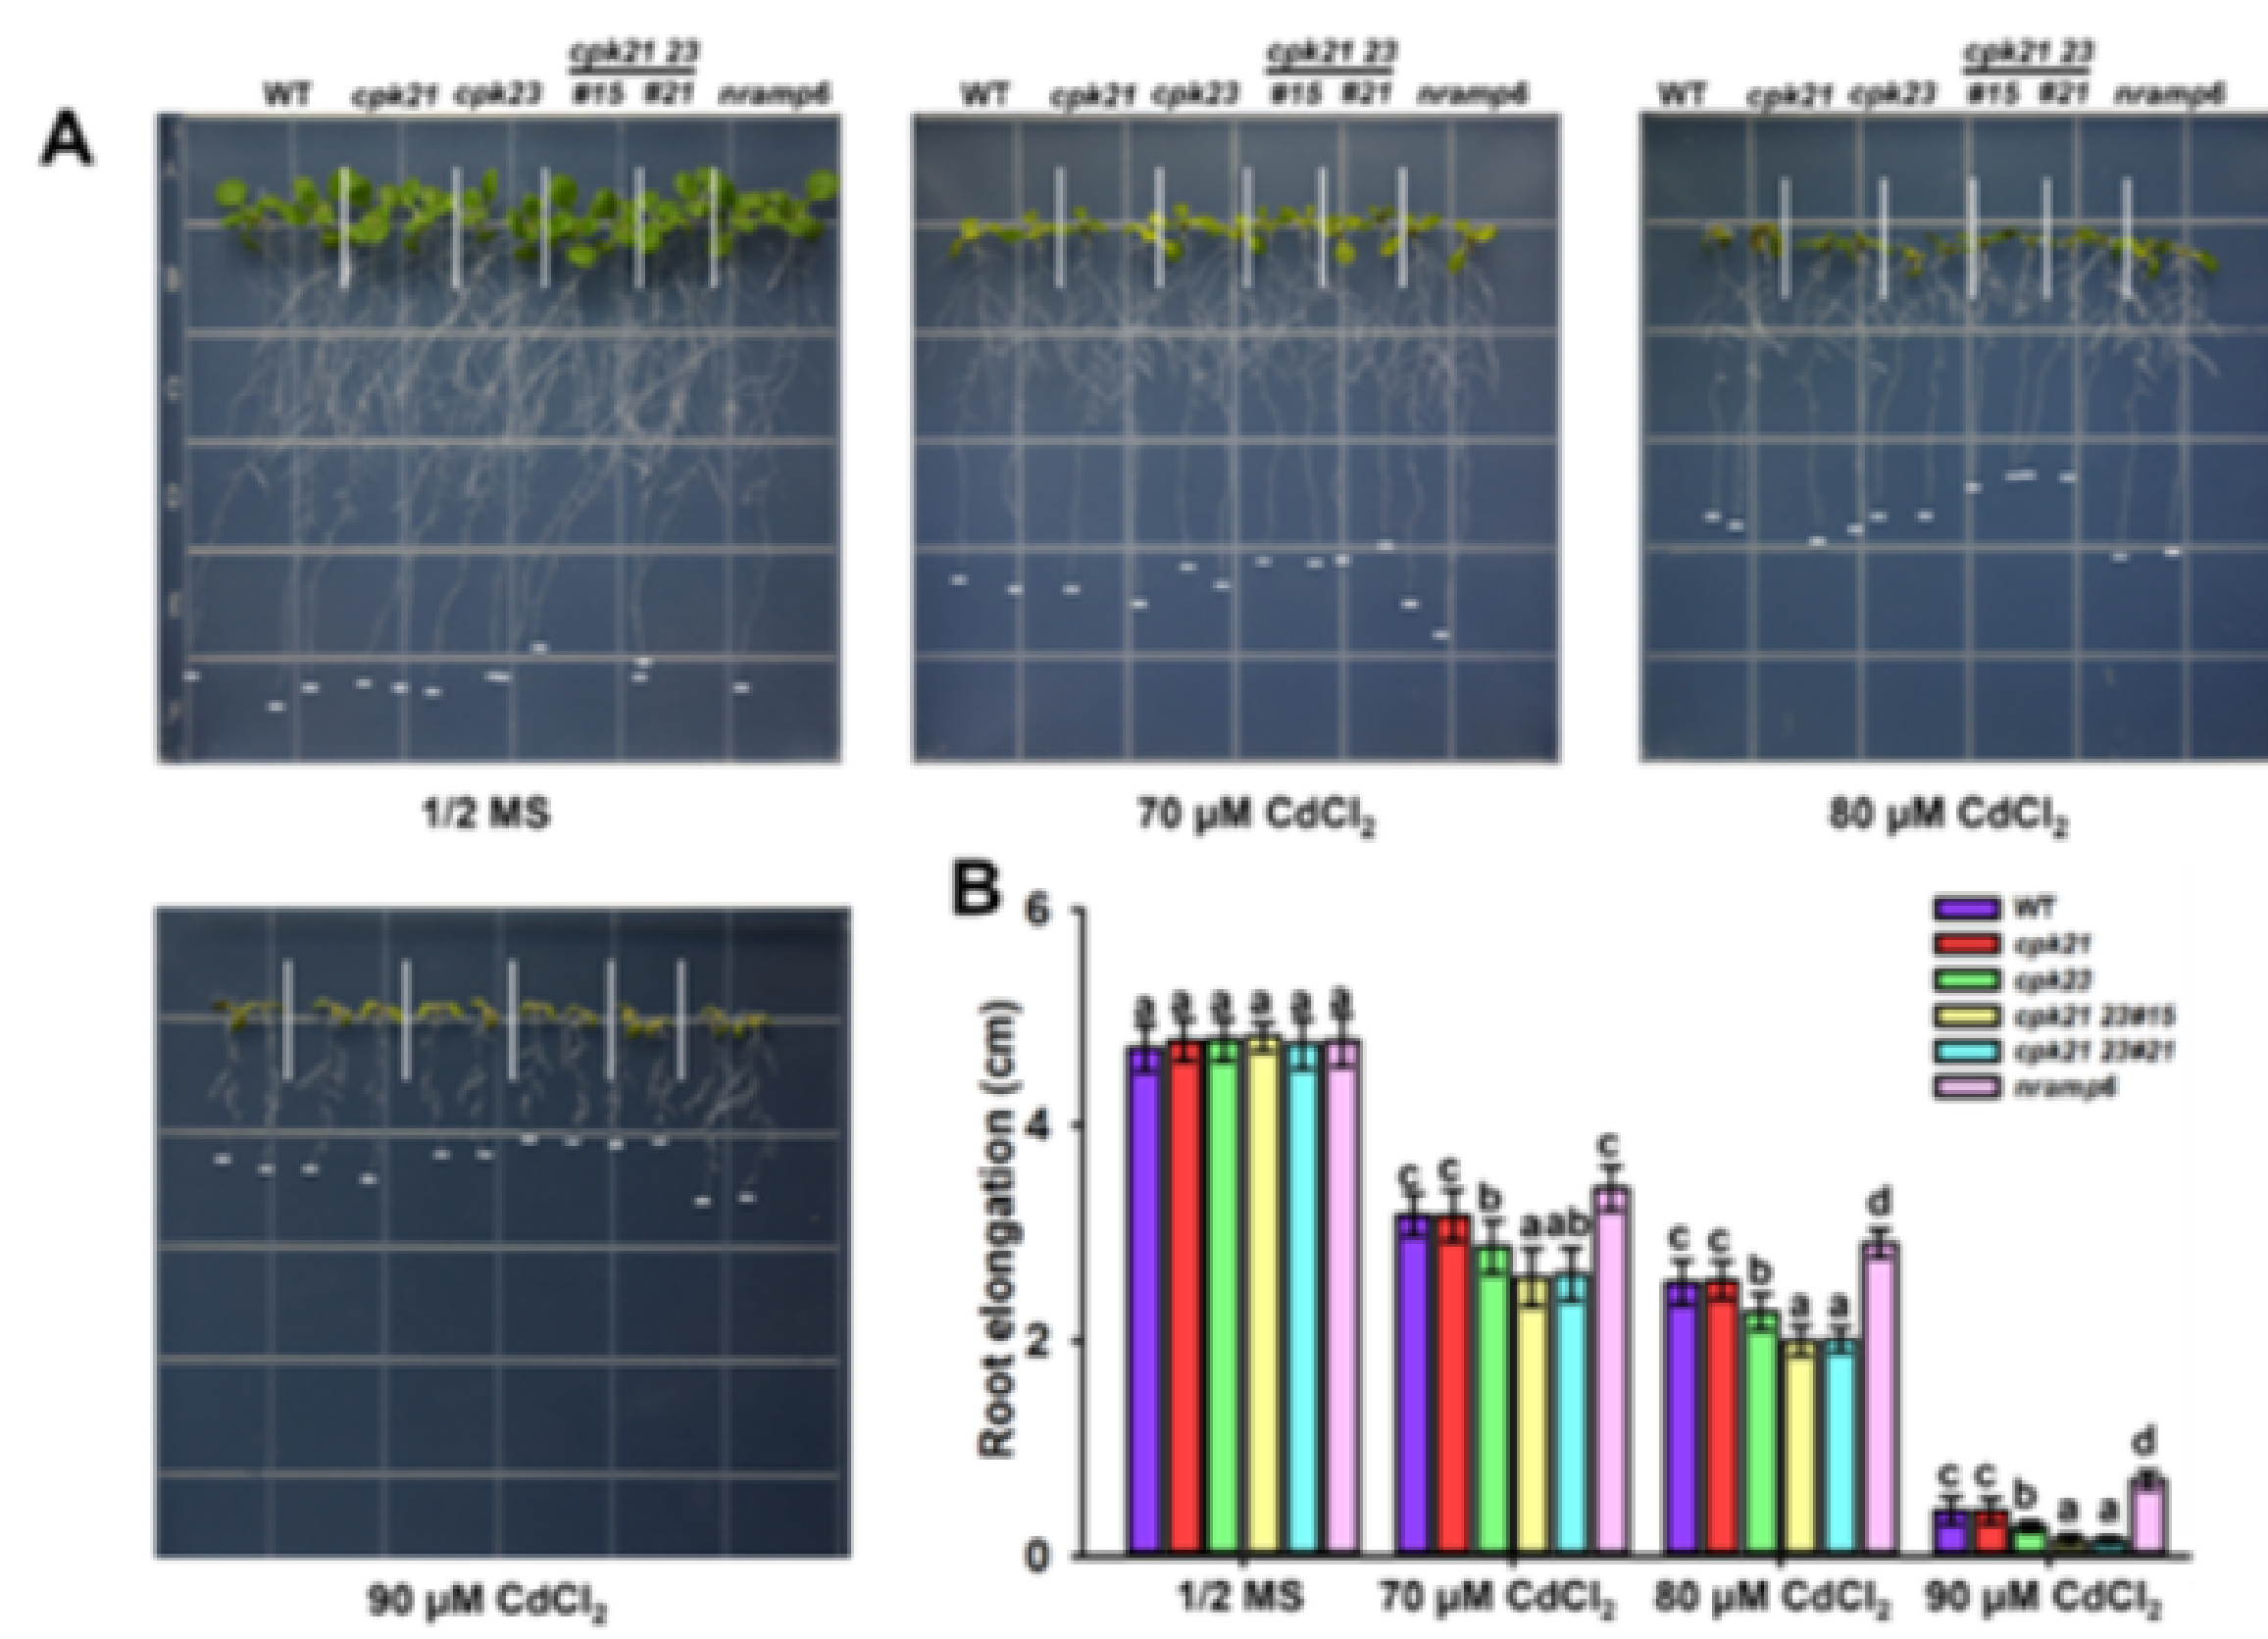 cpk21 23 cpk21 23 cpk21 23
WT cpk21 cpk23 #15 #21 nramp6 WT cpk21 cpk23 #15 #21 nramp6 WT cpk21 cpk23 #15 #21 nramp6
A
1/2 MS 70 µM CdCl2 80 µM CdCl2
B
6
4
2
0
Root elongation (cm)
WT
cpk21
cpk23
cpk21 23#15
cpk21 23#21
nramp6
a a a a a a
c c b a ab c
c c b a a d
c c b a a d
1/2 MS 70 µM CdCl2 80 µM CdCl2 90 µM CdCl2
90 µM CdCl2